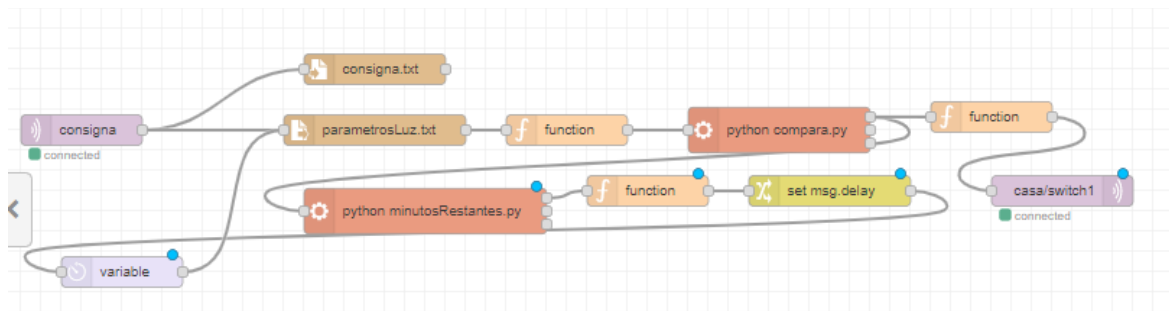 consigna.txt
consigna
connected
parametrosLuz.txt
function
python compara.py
function
python minutosRestantes.py
function
set msg.delay
casa/switch1
connected
variable